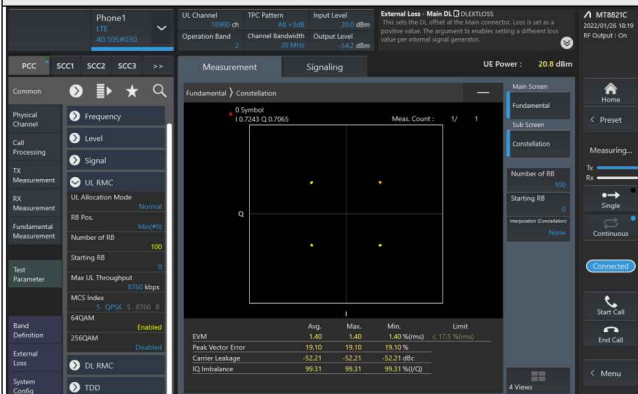 Phone1
LTE
40.105#030
UL Channel
18900 ch
TPC Pattern
All +3dB
Input Level
30.0 dBm
Operation Band
2
Channel Bandwidth
20 MHz
Output Level
-54.2 dBm
External Loss - Main DL DLEXTLOSS
This sets the DL offset at the Main connector. Loss is set as a
positive value. The argument to enables setting a different loss
value per internal signal generator.
MT8821C
2022/01/26 18:19
RF Output : On
PCC
SCC1
SCC2
SCC3
>>
Measurement
Signaling
UE Power : 20.8 dBm
Common
Physical
Channel
Call
Processing
TX
Measurement
RX
Measurement
Fundamental
Measurement
Test
Parameter
Band
Definition
External
Loss
System
Config
Frequency
Level
Signal
UL RMC
UL Allocation Mode
Normal
RB Pos.
Min(#0)
Number of RB
100
Starting RB
0
Max UL Throughput
8760 kbps
MCS Index
5 QPSK 5 8760 8
64QAM
Enabled
256QAM
Disabled
DL RMC
TDD
Fundamental > Constellation
0 Symbol
I 0.7243 Q 0.7065
Meas. Count : 1/ 1
Q
I
Avg. Max. Min. Limit
EVM 1.40 1.40 1.40 %(rms) ≤ 17.5 %(rms)
Peak Vector Error 19.10 19.10 19.10 %
Carrier Leakage -52.21 -52.21 -52.21 dBc
IQ Imbalance 99.31 99.31 99.31 %(I/Q)
Main Screen
Fundamental
Sub Screen
Constellation
Number of RB
100
Starting RB
0
Interpolation (Constellation)
None
4 Views
Home
< Preset
Measuring...
Tx
Rx
Single
Continuous
Connected
Start Call
End Call
< Menu